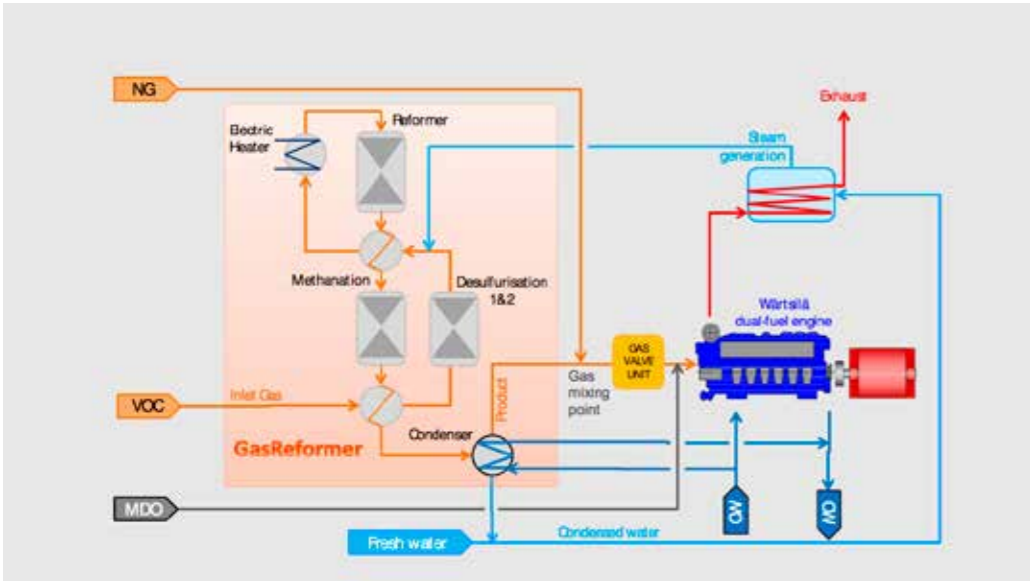 NG
Exhaust
Electric
Heater
Reformer
Steam
generation
Methanation
Desulfurisation
1&2
Wärtsilä
dual-fuel engine
GAS
VALVE
UNIT
VOC
Inlet Gas
Product
Gas
mixing
point
GasReformer
Condenser
MDO
CW
CW
Fresh water
Condensed water